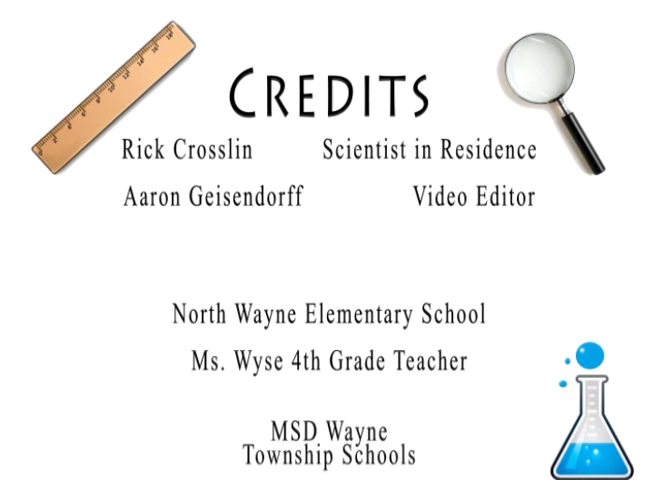 CREDITS
Rick Crosslin Scientist in Residence
Aaron Geisendorff Video Editor
North Wayne Elementary School
Ms. Wyse 4th Grade Teacher
MSD Wayne
Township Schools